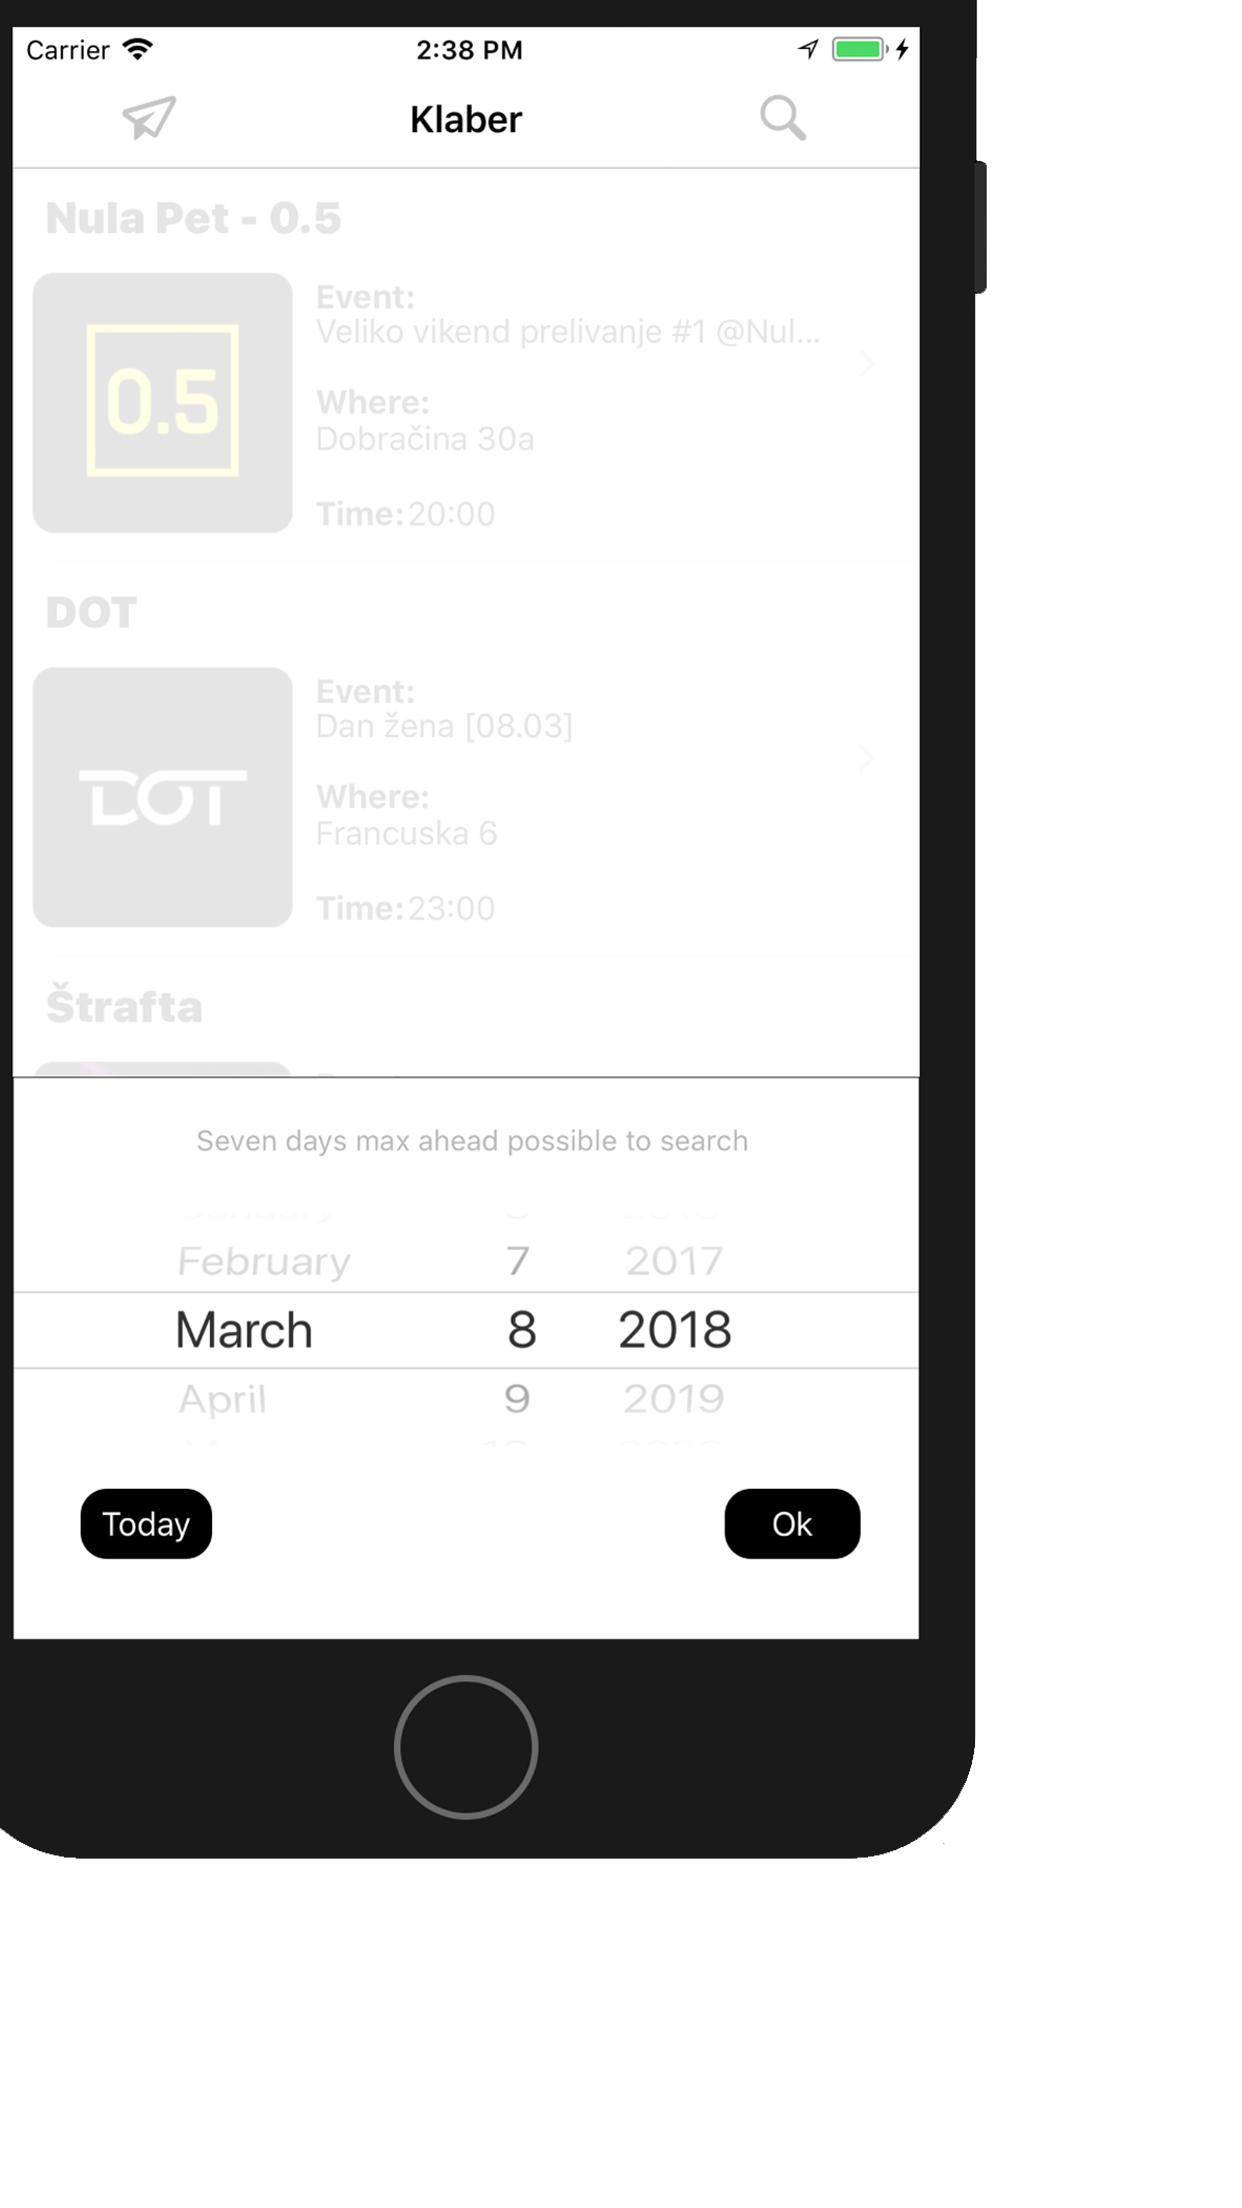 Carrier 2:38 PM
Klaber
Nula Pet - 0.5
0.5
Event:
Veliko vikend prelivanje #1 @Nul...
Where:
Dobračina 30a
Time: 20:00
DOT
DOT
Event:
Dan žena [08.03]
Where:
Francuska 6
Time: 23:00
Štrafta
Seven days max ahead possible to search
February 7 2017
March 8 2018
April 9 2019
Today Ok